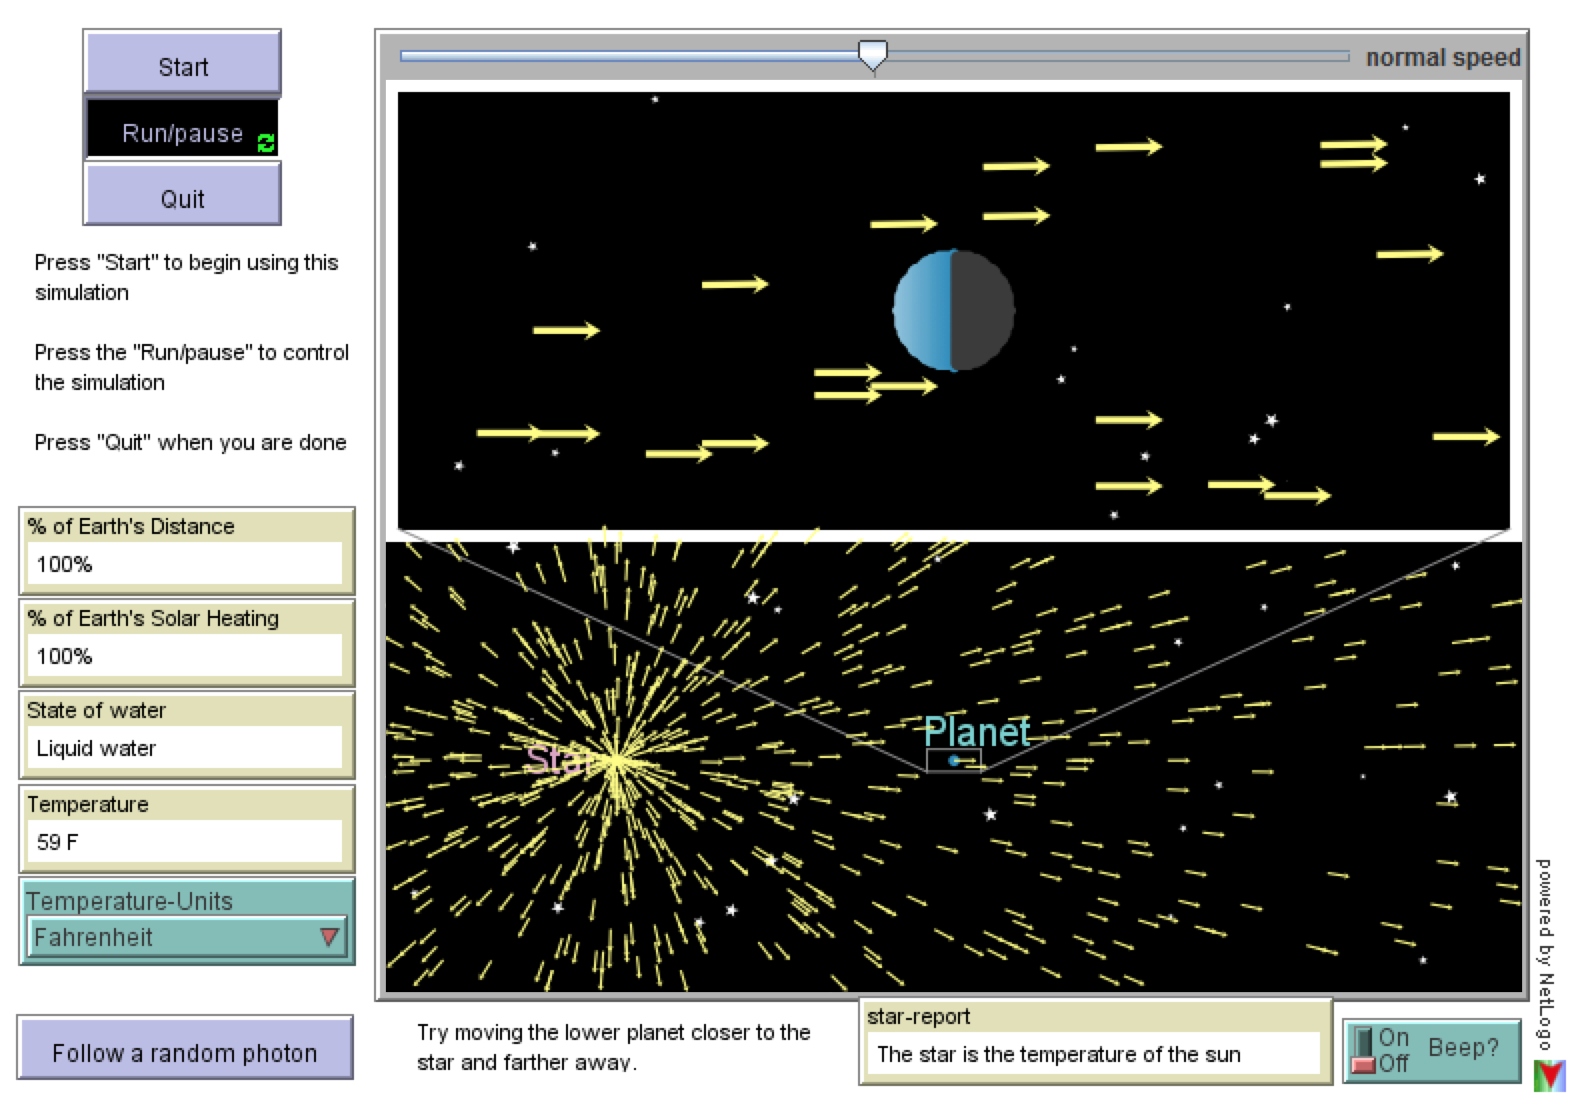 Start
Run/pause
Quit
Press "Start" to begin using this
simulation
Press the "Run/pause" to control
the simulation
Press "Quit" when you are done
% of Earth's Distance
100%
% of Earth's Solar Heating
100%
State of water
Liquid water
Temperature
59 F
Temperature-Units
Fahrenheit
Follow a random photon
normal speed
Star
Planet
Try moving the lower planet closer to the
star and farther away.
star-report
The star is the temperature of the sun
On
Off
Beep?
powered by NetLogo